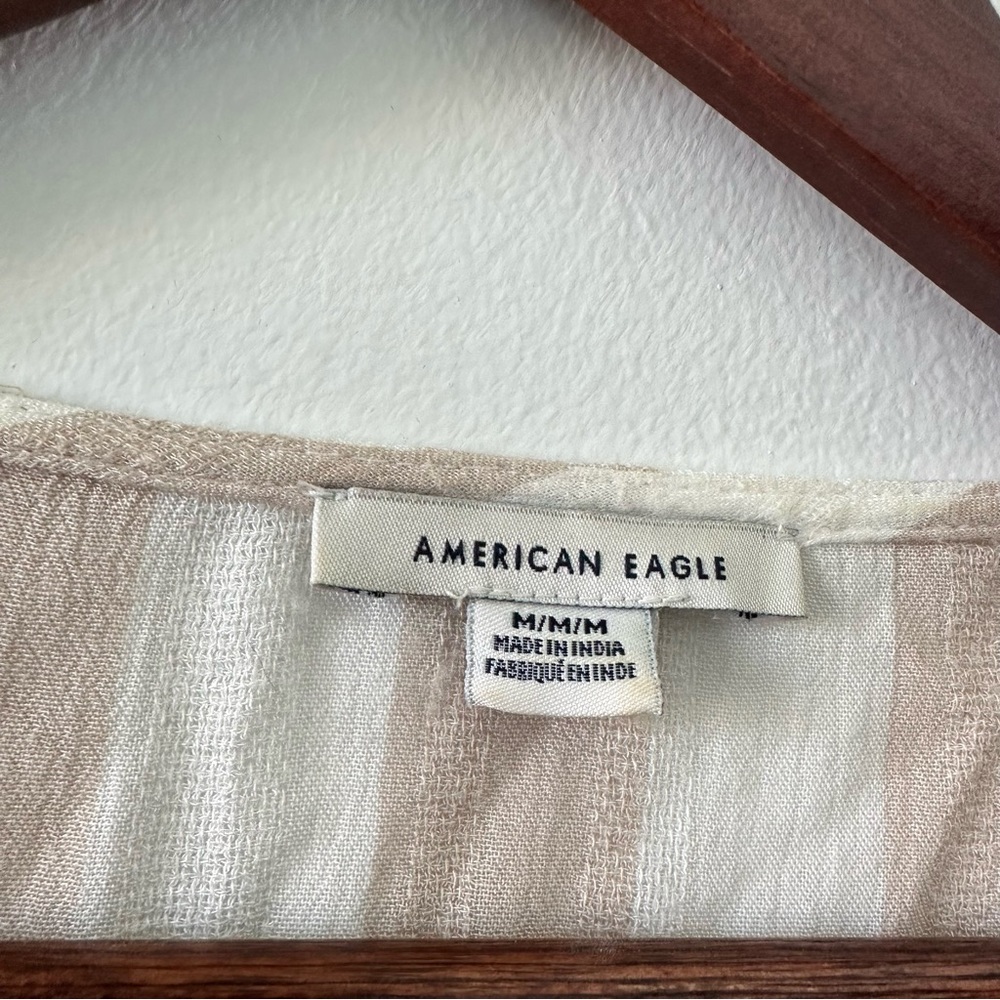 AMERICAN EAGLE
M/M/M
MADE IN INDIA
FABRIQUÉ EN INDE